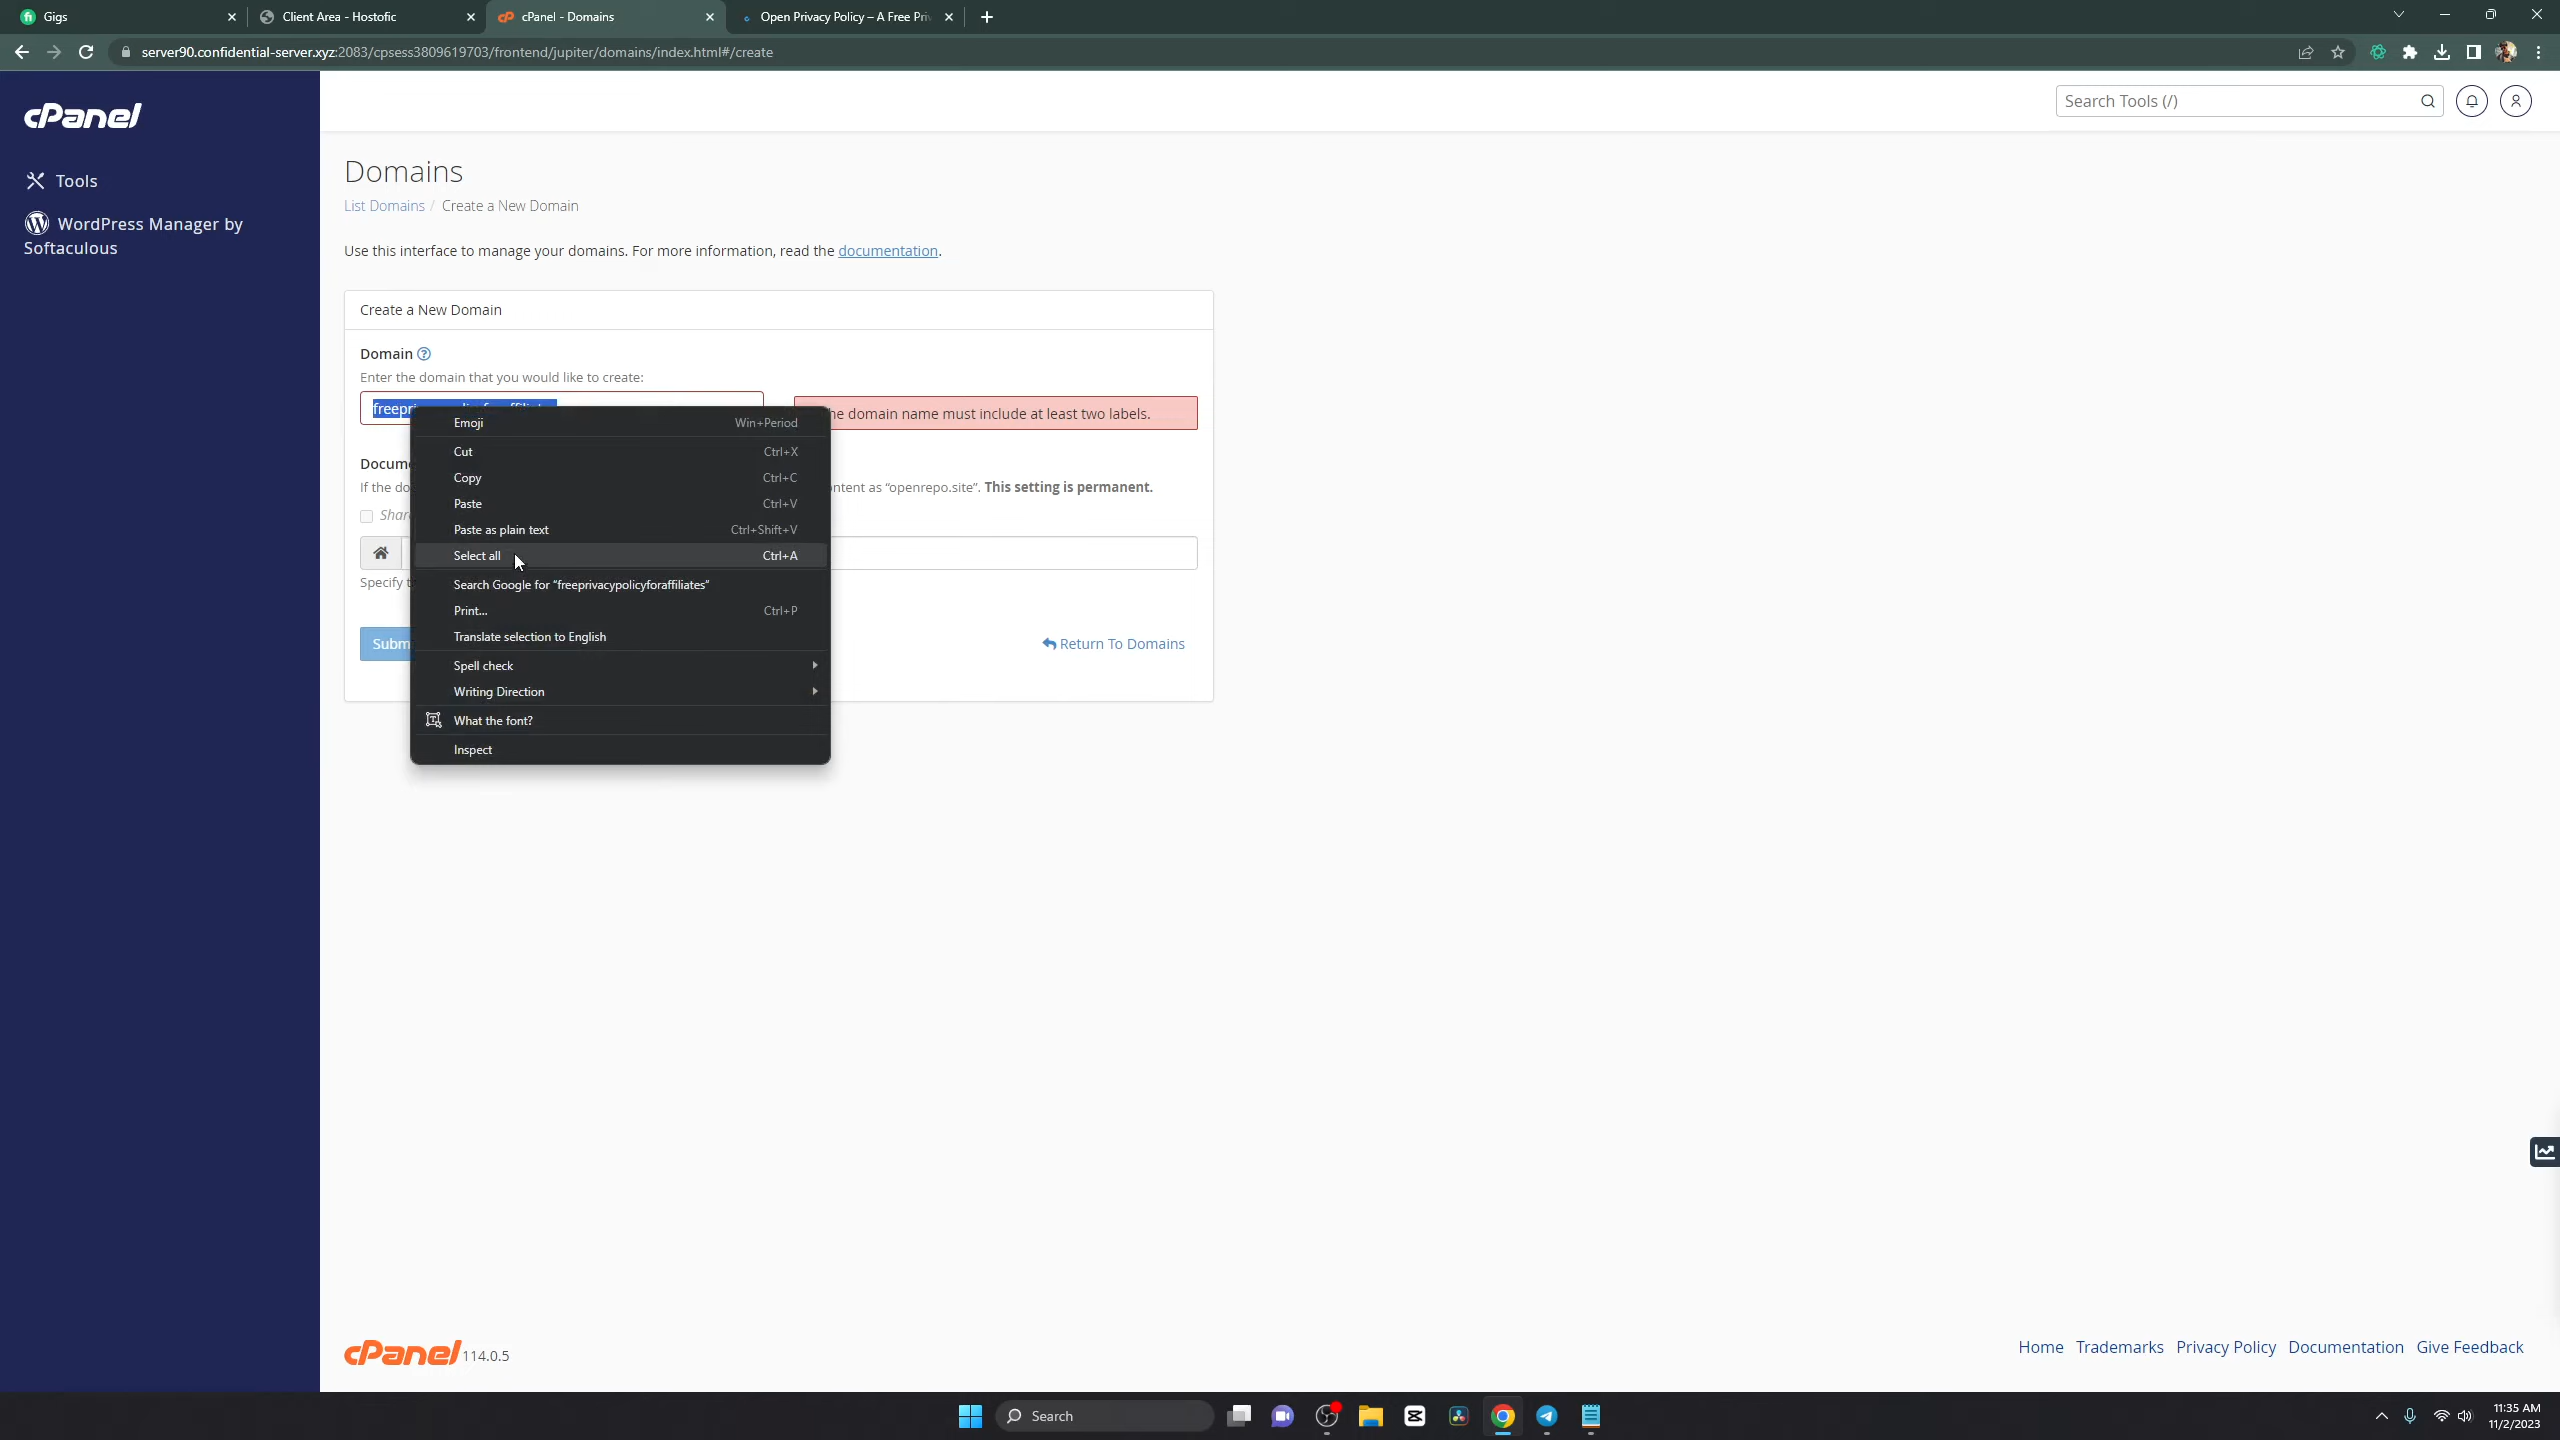 Gigs
Client Area - Hostofic
cPanel - Domains
Open Privacy Policy – A Free Pri
server90.confidential-server.xyz:2083/cpsess3809619703/frontend/jupiter/domains/index.html#/create
cPanel
Search Tools (/)
Tools
WordPress Manager by
Softaculous
Domains
List Domains / Create a New Domain
Use this interface to manage your domains. For more information, read the documentation.
Create a New Domain
Domain
Enter the domain that you would like to create:
he domain name must include at least two labels.
Emoji Win+Period
Cut Ctrl+X
Copy Ctrl+C
Paste Ctrl+V
Paste as plain text Ctrl+Shift+V
Select all Ctrl+A
Search Google for "freeprivacypolicyforaffiliates"
Print... Ctrl+P
Translate selection to English
Spell check
Writing Direction
What the font?
Inspect
If the do
ntent as “openrepo.site”. This setting is permanent.
Specify t
Return To Domains
cPanel 114.0.5
Home Trademarks Privacy Policy Documentation Give Feedback
Search
11:35 AM
11/2/2023